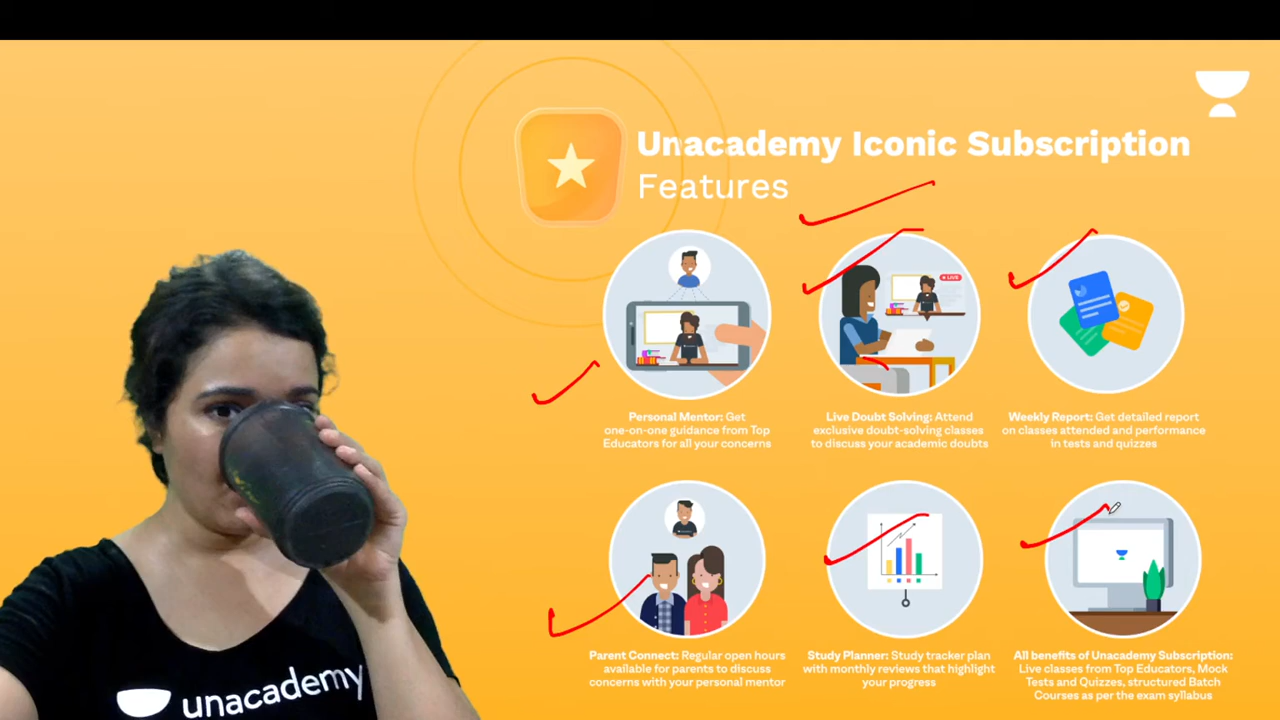 Unacademy Iconic Subscription
Features
LIVE
Personal Mentor: Get
one-on-one guidance from Top
Educators for all your concerns
Live Doubt Solving: Attend
exclusive doubt-solving classes
to discuss your academic doubts
Weekly Report: Get detailed report
on classes attended and performance
in tests and quizzes
Parent Connect: Regular open hours
available for parents to discuss
concerns with your personal mentor
Study Planner: Study tracker plan
with monthly reviews that highlight
your progress
All benefits of Unacademy Subscription:
Live classes from Top Educators, Mock
Tests and Quizzes, structured Batch
Courses as per the exam syllabus
unacademy